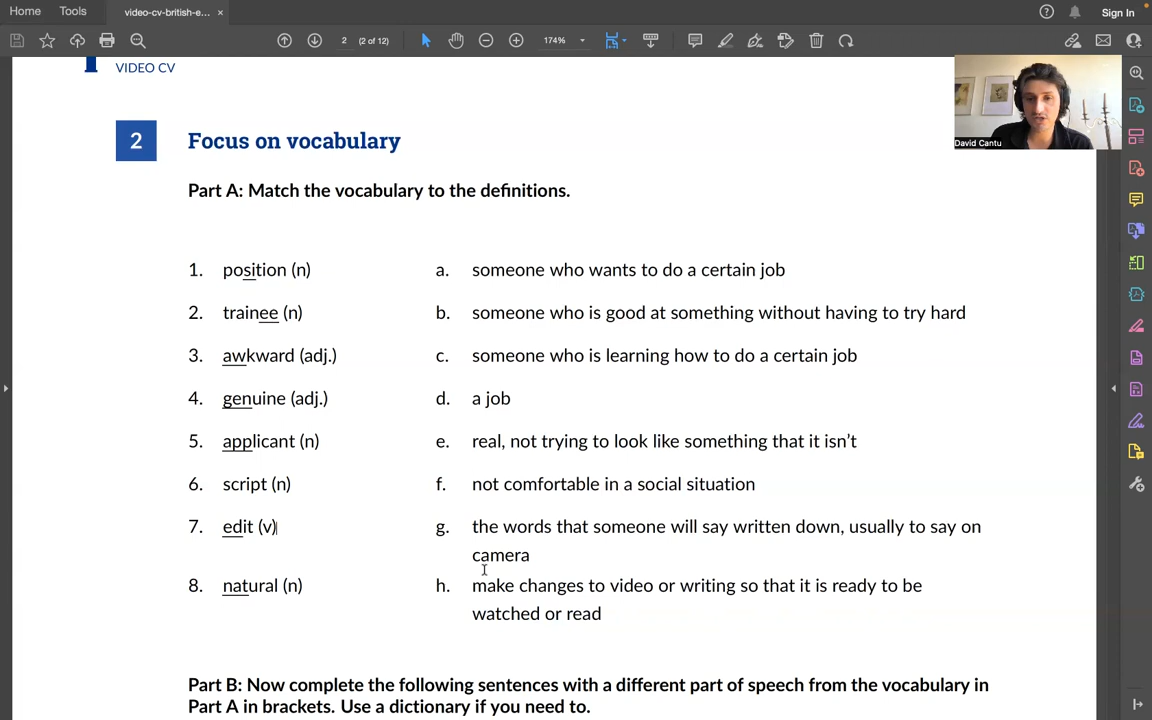 Home Tools video-cv-british-e... × Sign In
2 (2 of 12) 174%
VIDEO CV
David Cantu
2 Focus on vocabulary
Part A: Match the vocabulary to the definitions.
1. position (n) a. someone who wants to do a certain job
2. trainee (n) b. someone who is good at something without having to try hard
3. awkward (adj.) c. someone who is learning how to do a certain job
4. genuine (adj.) d. a job
5. applicant (n) e. real, not trying to look like something that it isn't
6. script (n) f. not comfortable in a social situation
7. edit (v) g. the words that someone will say written down, usually to say on
camera
8. natural (n) h. make changes to video or writing so that it is ready to be
watched or read
Part B: Now complete the following sentences with a different part of speech from the vocabulary in
Part A in brackets. Use a dictionary if you need to.